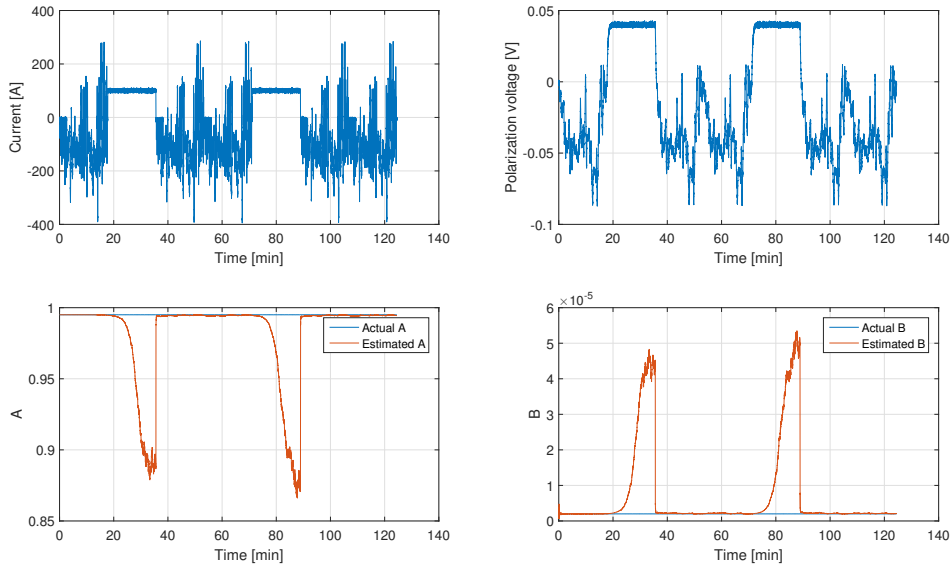 400
200
0
-200
-400
Current [A]
0 20 40 60 80 100 120 140
Time [min]
0.05
0
-0.05
-0.1
Polarization voltage [V]
0 20 40 60 80 100 120 140
Time [min]
1
0.95
0.9
0.85
A
Actual A
Estimated A
0 20 40 60 80 100 120 140
Time [min]
×10⁻⁵
6
5
4
3
2
1
0
B
Actual B
Estimated B
0 20 40 60 80 100 120 140
Time [min]